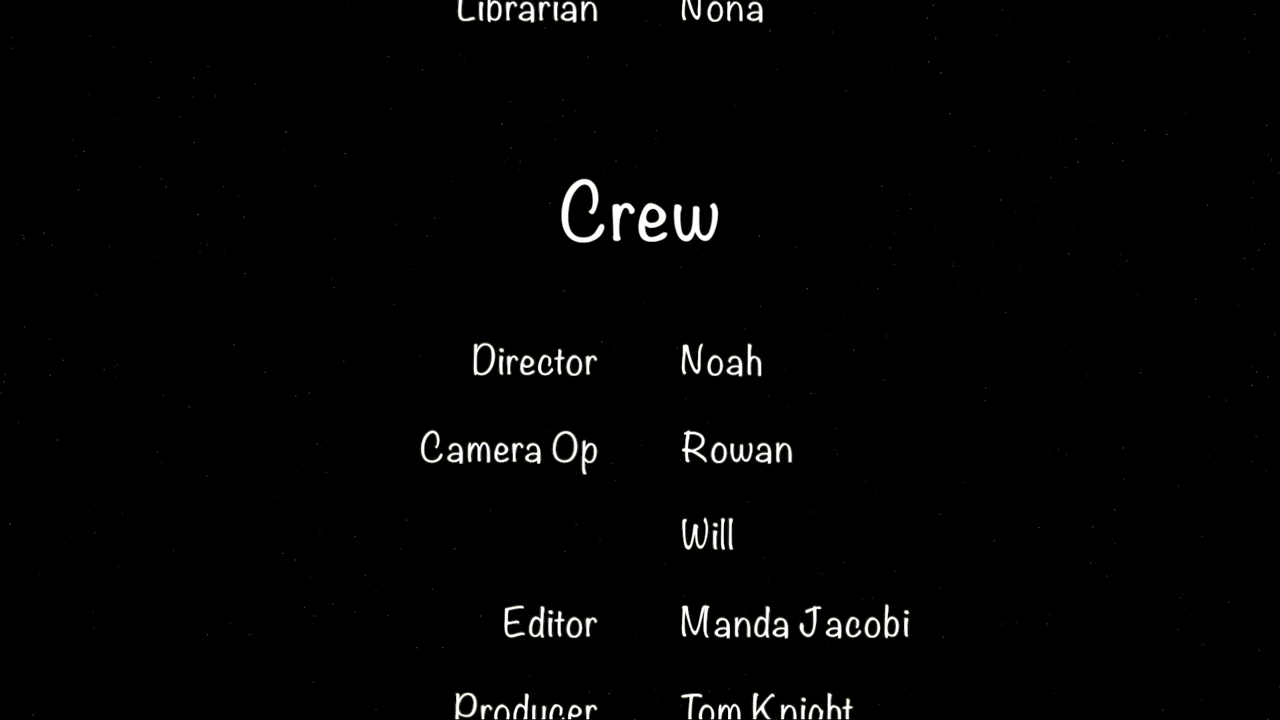 Librarian Nona
Crew
Director Noah
Camera Op Rowan
Will
Editor Manda Jacobi
Producer Tom Knight